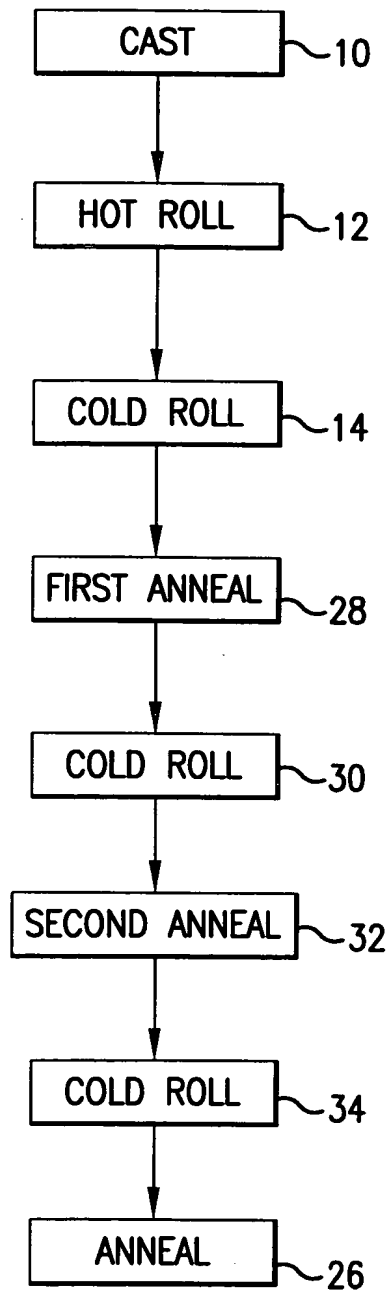 CAST 10
HOT ROLL 12
COLD ROLL 14
FIRST ANNEAL 28
COLD ROLL 30
SECOND ANNEAL 32
COLD ROLL 34
ANNEAL 26